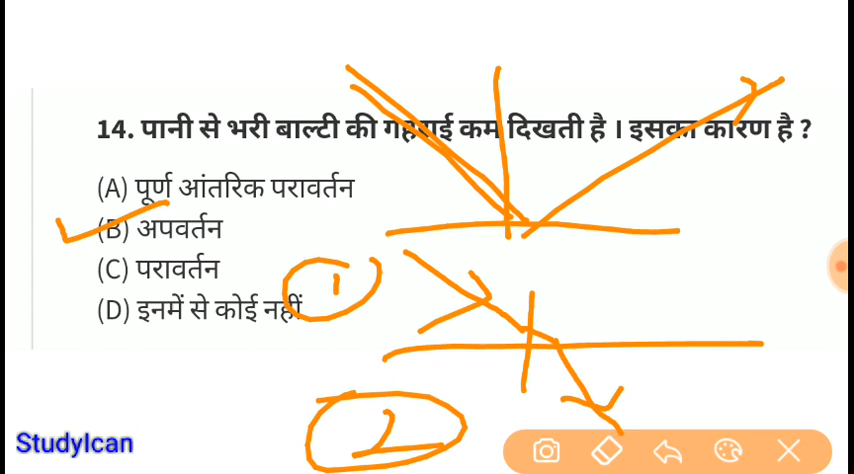 14. पानी से भरी बाल्टी की गहराई कम दिखती है । इसका कारण है ?
(A) पूर्ण आंतरिक परावर्तन
(B) अपवर्तन
(C) परावर्तन
(D) इनमें से कोई नहीं
1
2
StudyIcan